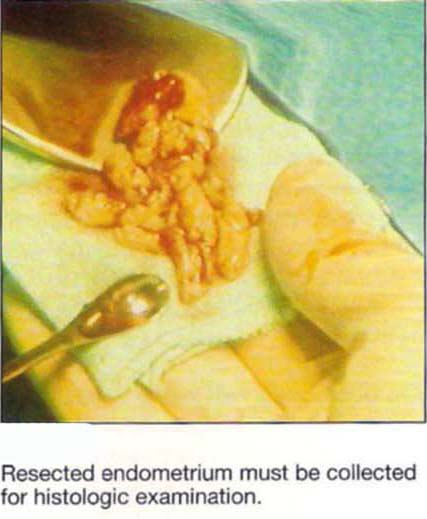 Resected endometrium must be collected
for histologic examination.